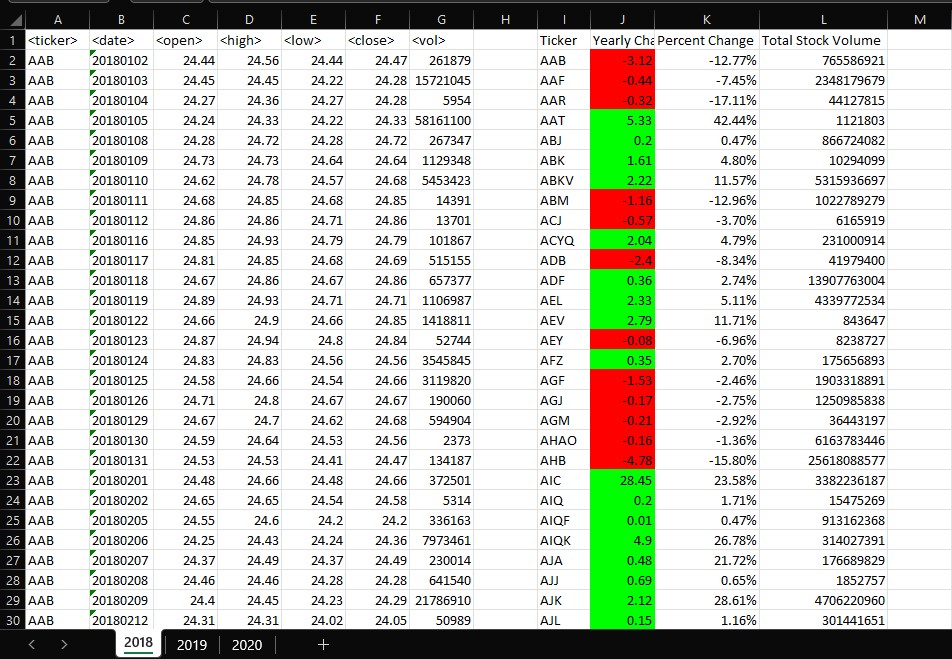 A B C D E F G H I J K L M
1 <ticker> <date> <open> <high> <low> <close> <vol> Ticker Yearly Cha Percent Change Total Stock Volume
2 AAB 20180102 24.44 24.56 24.44 24.47 261879 AAB -3.12 -12.77% 765586921
3 AAB 20180103 24.45 24.45 24.22 24.28 15721045 AAF -0.44 -7.45% 2348179679
4 AAB 20180104 24.27 24.36 24.27 24.28 5954 AAR -0.32 -17.11% 44127815
5 AAB 20180105 24.24 24.33 24.22 24.33 58161100 AAT 5.33 42.44% 1121803
6 AAB 20180108 24.28 24.72 24.28 24.72 267347 ABJ 0.2 0.47% 866724082
7 AAB 20180109 24.73 24.73 24.64 24.64 1129348 ABK 1.61 4.80% 10294099
8 AAB 20180110 24.62 24.78 24.57 24.68 5453423 ABKV 2.22 11.57% 5315936697
9 AAB 20180111 24.68 24.85 24.68 24.85 14391 ABM -1.16 -12.96% 1022789279
10 AAB 20180112 24.86 24.86 24.71 24.86 13701 ACJ -0.57 -3.70% 6165919
11 AAB 20180116 24.85 24.93 24.79 24.79 101867 ACYQ 2.04 4.79% 231000914
12 AAB 20180117 24.81 24.85 24.68 24.69 515155 ADB -2.4 -8.34% 41979400
13 AAB 20180118 24.67 24.86 24.67 24.86 657377 ADF 0.36 2.74% 13907763004
14 AAB 20180119 24.89 24.93 24.71 24.71 1106987 AEL 2.33 5.11% 4339772534
15 AAB 20180122 24.66 24.9 24.66 24.85 1418811 AEV 2.79 11.71% 843647
16 AAB 20180123 24.87 24.94 24.8 24.84 52744 AEY -0.08 -6.96% 8238727
17 AAB 20180124 24.83 24.83 24.56 24.56 3545845 AFZ 0.35 2.70% 175656893
18 AAB 20180125 24.58 24.66 24.54 24.66 3119820 AGF -1.53 -2.46% 1903318891
19 AAB 20180126 24.71 24.8 24.67 24.67 190060 AGJ -0.17 -2.75% 1250985838
20 AAB 20180129 24.67 24.7 24.62 24.68 594904 AGM -0.21 -2.92% 36443197
21 AAB 20180130 24.59 24.64 24.53 24.56 2373 AHAO -0.16 -1.36% 6163783446
22 AAB 20180131 24.53 24.53 24.41 24.47 134187 AHB -4.78 -15.80% 25618088577
23 AAB 20180201 24.48 24.66 24.48 24.66 372501 AIC 28.45 23.58% 3382236187
24 AAB 20180202 24.65 24.65 24.54 24.58 5314 AIQ 0.2 1.71% 15475269
25 AAB 20180205 24.55 24.6 24.2 24.2 336163 AIQF 0.01 0.47% 913162368
26 AAB 20180206 24.25 24.43 24.24 24.36 7973461 AIQK 4.9 26.78% 314027391
27 AAB 20180207 24.37 24.49 24.37 24.49 230014 AJA 0.48 21.72% 176689829
28 AAB 20180208 24.46 24.46 24.28 24.28 641540 AJJ 0.69 0.65% 1852757
29 AAB 20180209 24.4 24.45 24.23 24.29 21786910 AJK 2.12 28.61% 4706220960
30 AAB 20180212 24.31 24.31 24.02 24.05 50989 AJL 0.15 1.16% 301441651
2018 2019 2020 +